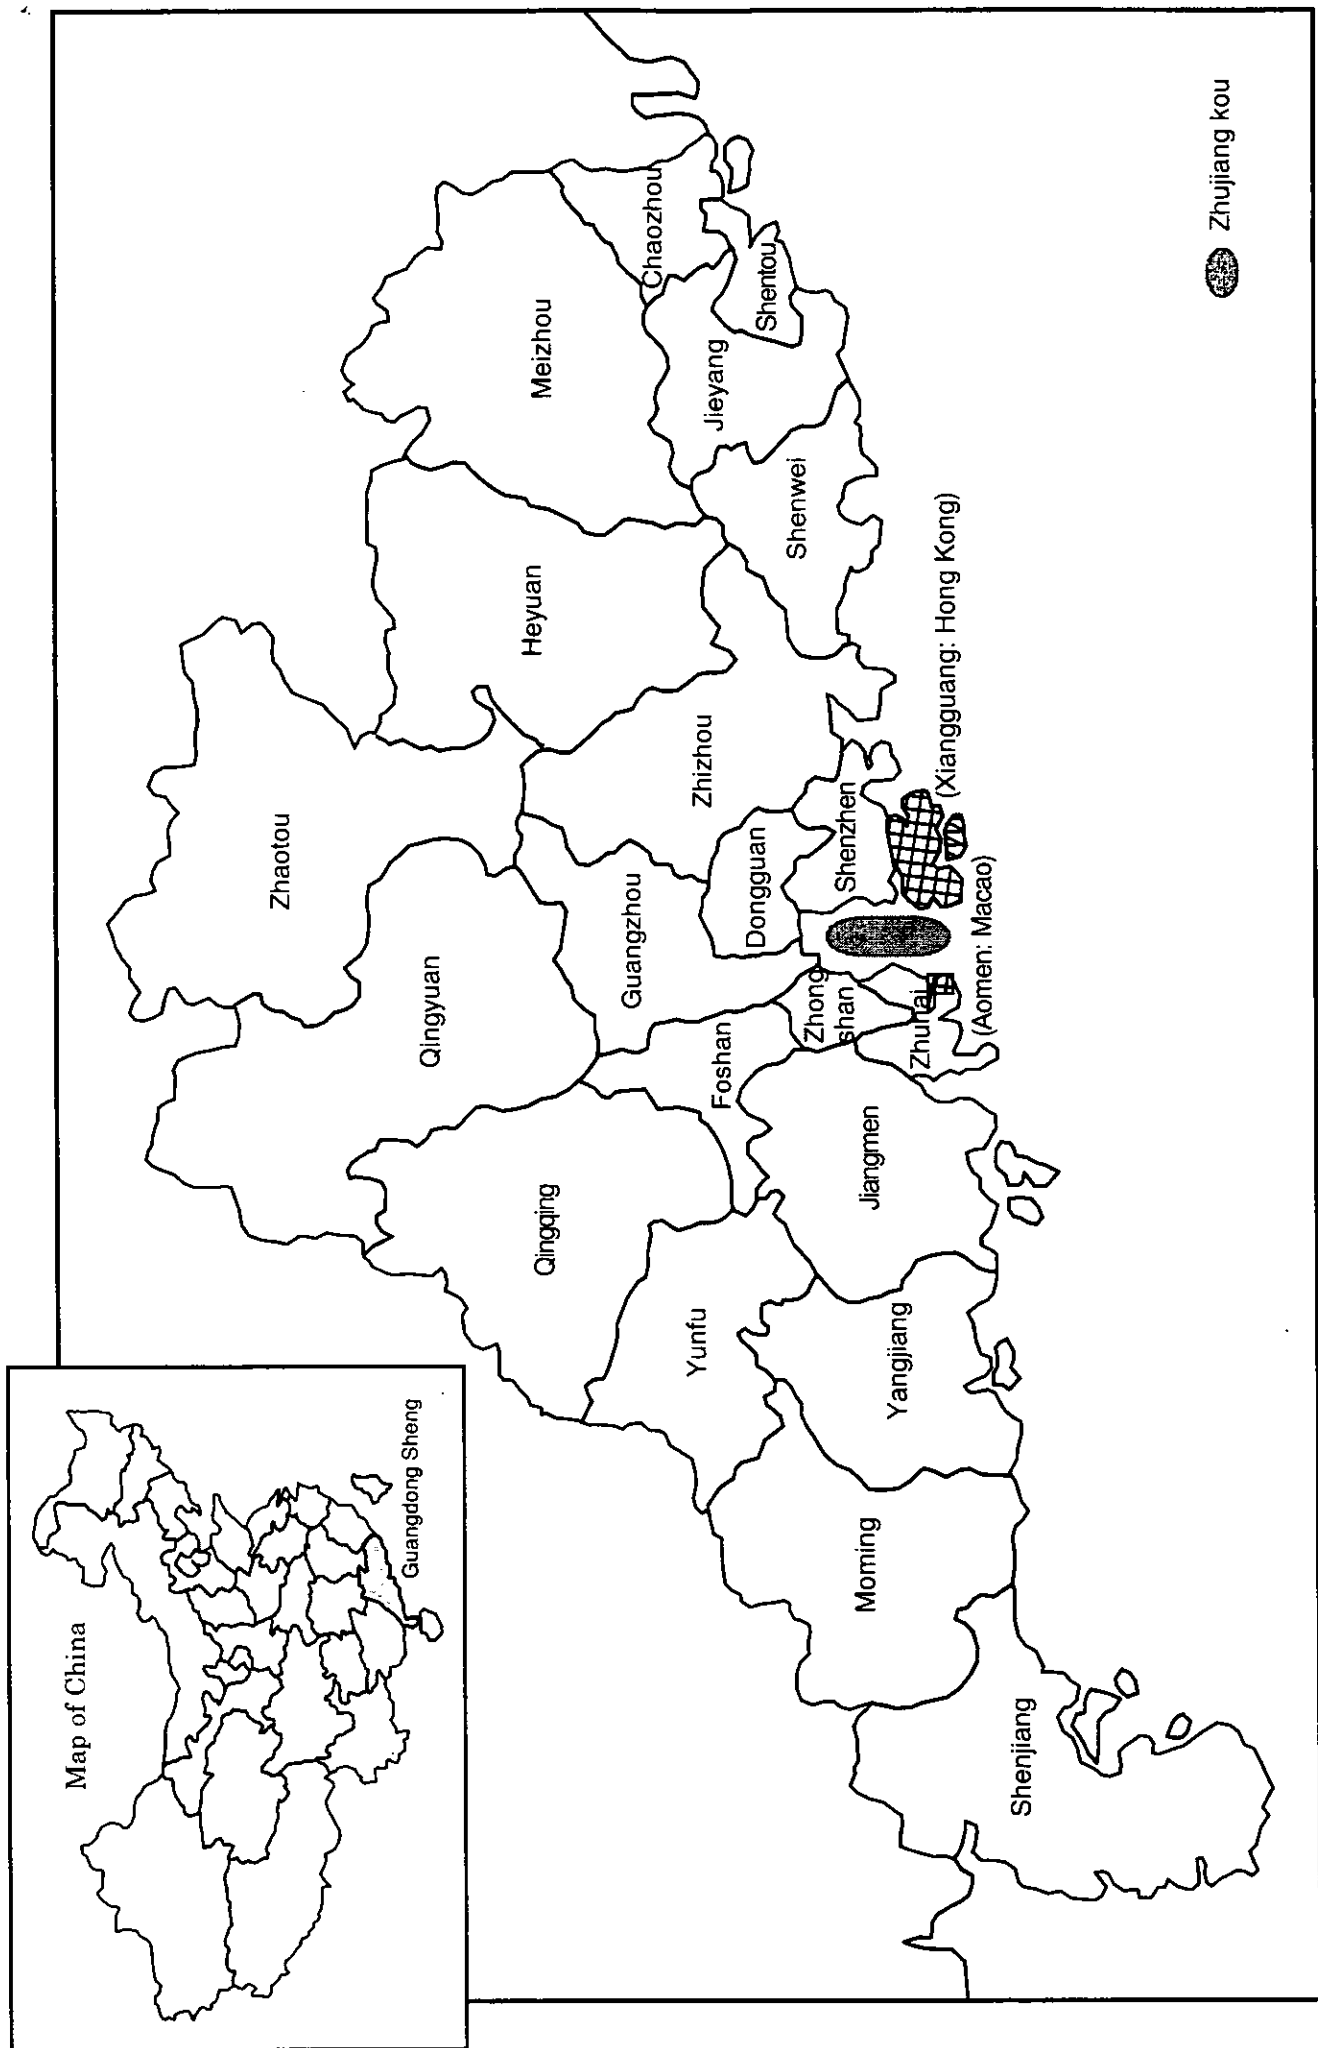 Map of China
Guangdong Sheng
Zhaotou
Qingyuan
Meizhou
Heyuan
Chaozhou
Qingqing
Guangzhou
Zhizhou
Jieyang
Shentou
Shenwei
Foshan
Dongguan
Yunfu
Zhong
shan
Shenzhen
Jiangmen
Zhuhai
Yangjiang
Moming
(Xiangguang: Hong Kong)
(Aomen: Macao)
Shenjiang
Zhujiang kou